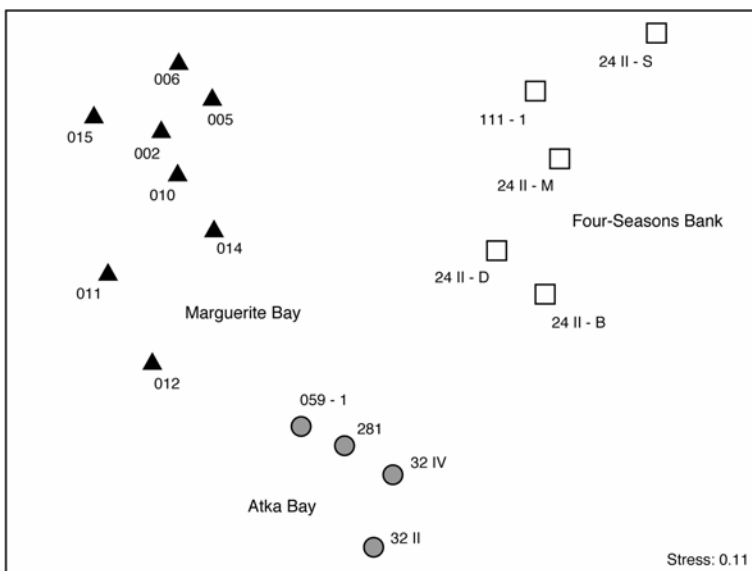 24 II - S
006
005
015
111 - 1
002
24 II - M
010
Four-Seasons Bank
014
24 II - D
011
Marguerite Bay
24 II - B
012
059 - 1
281
32 IV
Atka Bay
32 II
Stress: 0.11